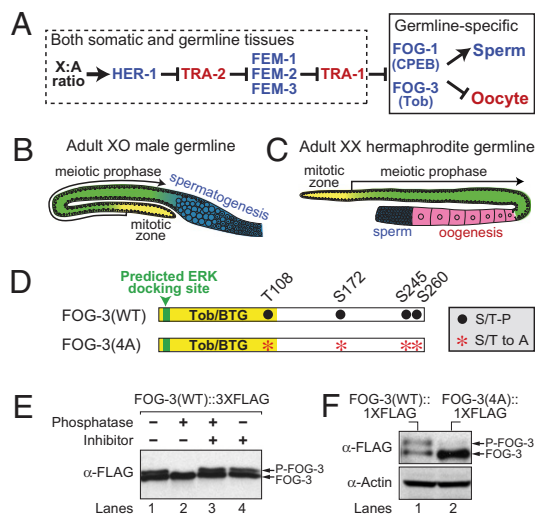 A
Both somatic and germline tissues
Germline-specific
X:A
ratio
HER-1
TRA-2
FEM-1
FEM-2
FEM-3
TRA-1
FOG-1
(CPEB)
Sperm
FOG-3
(Tob)
Oocyte
B
Adult XO male germline
meiotic prophase
spermatogenesis
mitotic
zone
C
Adult XX hermaphrodite germline
mitotic
zone
meiotic prophase
sperm
oogenesis
D
Predicted ERK
docking site
T108
S172
S245
S260
FOG-3(WT)
Tob/BTG
FOG-3(4A)
Tob/BTG
S/T-P
S/T to A
E
FOG-3(WT)::3XFLAG
Phosphatase – + + –
Inhibitor – – + +
α-FLAG
P-FOG-3
FOG-3
Lanes 1 2 3 4
F
FOG-3(WT)::
1XFLAG
FOG-3(4A)::
1XFLAG
α-FLAG
P-FOG-3
FOG-3
α-Actin
Lanes 1 2